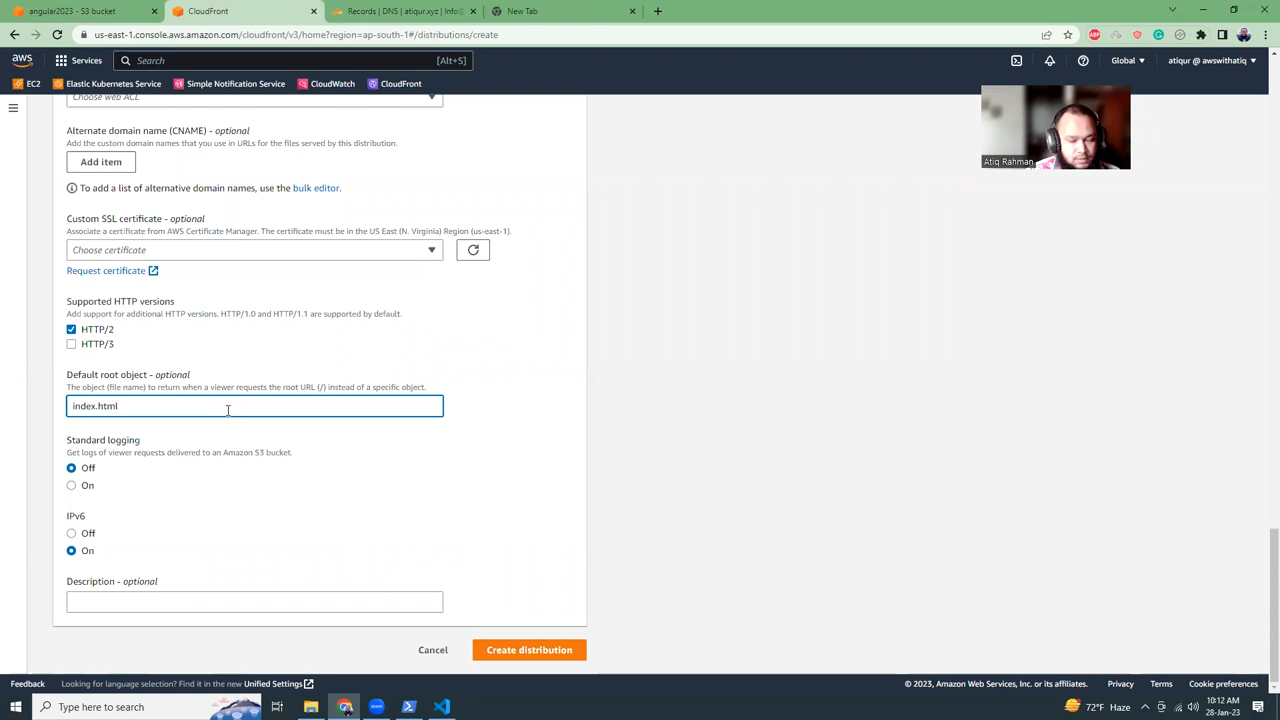 angular2023 - S3 bucket
CloudFront
Records | DNS | atiqur.xyz | Info
New Tab
us-east-1.console.aws.amazon.com/cloudfront/v3/home?region=ap-south-1#/distributions/create
aws
Services
Search
[Alt+S]
Global
atiqur @ awswithatiq
EC2
Elastic Kubernetes Service
Simple Notification Service
CloudWatch
CloudFront
Choose web ACL
Alternate domain name (CNAME) - optional
Add the custom domain names that you use in URLs for the files served by this distribution.
Add item
To add a list of alternative domain names, use the bulk editor.
Custom SSL certificate - optional
Associate a certificate from AWS Certificate Manager. The certificate must be in the US East (N. Virginia) Region (us-east-1).
Choose certificate
Request certificate
Supported HTTP versions
Add support for additional HTTP versions. HTTP/1.0 and HTTP/1.1 are supported by default.
HTTP/2
HTTP/3
Default root object - optional
The object (file name) to return when a viewer requests the root URL (/) instead of a specific object.
index.html
Standard logging
Get logs of viewer requests delivered to an Amazon S3 bucket.
Off
On
IPv6
Off
On
Description - optional
Cancel
Create distribution
Atiq Rahman
Feedback
Looking for language selection? Find it in the new Unified Settings
© 2023, Amazon Web Services, Inc. or its affiliates.
Privacy
Terms
Cookie preferences
Type here to search
72°F Haze
10:12 AM
28-Jan-23